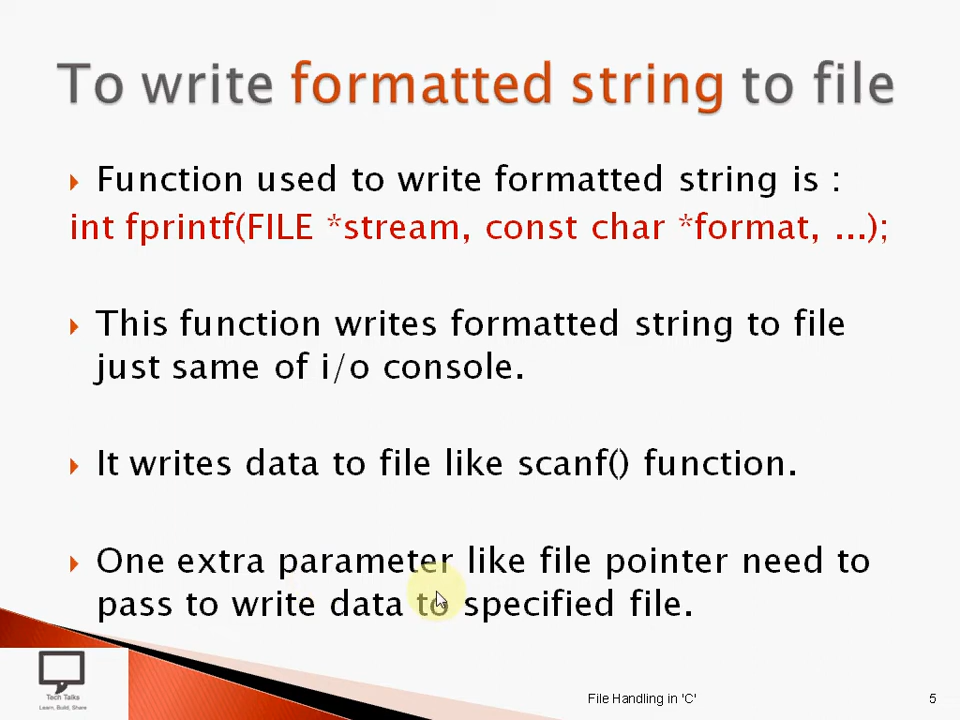 To write formatted string to file
Function used to write formatted string is :
int fprintf(FILE *stream, const char *format, ...);
This function writes formatted string to file
just same of i/o console.
It writes data to file like scanf() function.
One extra parameter like file pointer need to
pass to write data to specified file.
Tech Talks
Learn, Build, Share
File Handling in 'C'
5